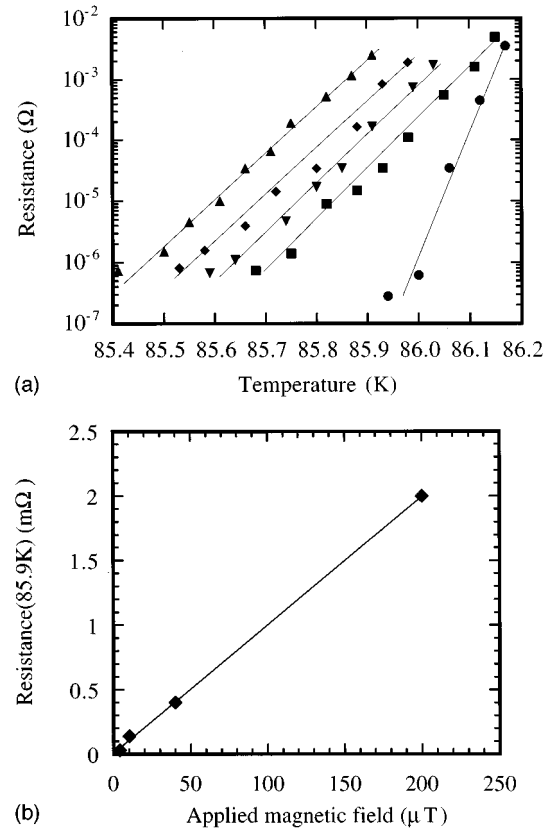 10⁻²
10⁻³
10⁻⁴
10⁻⁵
10⁻⁶
10⁻⁷
Resistance (Ω)
85.4 85.5 85.6 85.7 85.8 85.9 86.0 86.1 86.2
(a)
Temperature (K)
2.5
2
1.5
1
0.5
0
Resistance(85.9K) (mΩ)
0 50 100 150 200 250
(b)
Applied magnetic field (μT)